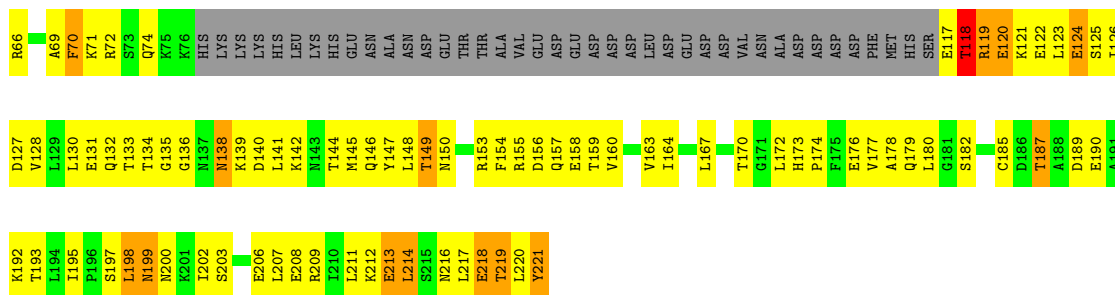 R66 A69 F70 K71 R72 S73 Q74 K75 K76 HIS LYS LYS LYS HIS LEU LYS HIS GLU ASN ALA ASN ASP GLU THR THR ALA VAL GLU ASP GLU ASP ASP ASP LEU ASP GLU ASP ASP VAL ASN ALA ASP ASP ASP ASP PHE MET HIS SER E117 T118 R119 E120 K121 E122 L123 E124 S125 I126
D127 V128 L129 L130 E131 Q132 T133 T134 G135 G136 N137 N138 K139 D140 L141 K142 N143 T144 M145 Q146 Y147 L148 T149 N150 R153 F154 R155 D156 Q157 E158 T159 V160 V163 I164 L167 T170 G171 L172 H173 P174 F175 E176 V177 A178 Q179 L180 G181 S182 C185 D186 T187 A188 D189 E190 A191
K192 T193 L194 I195 P196 S197 L198 N199 N200 K201 I202 S203 E206 L207 E208 R209 I210 L211 K212 E213 L214 S215 N216 L217 E218 T219 L220 Y221